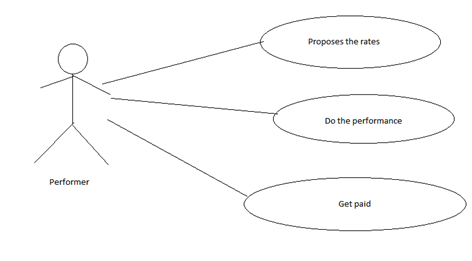 Proposes the rates
Do the performance
Performer
Get paid